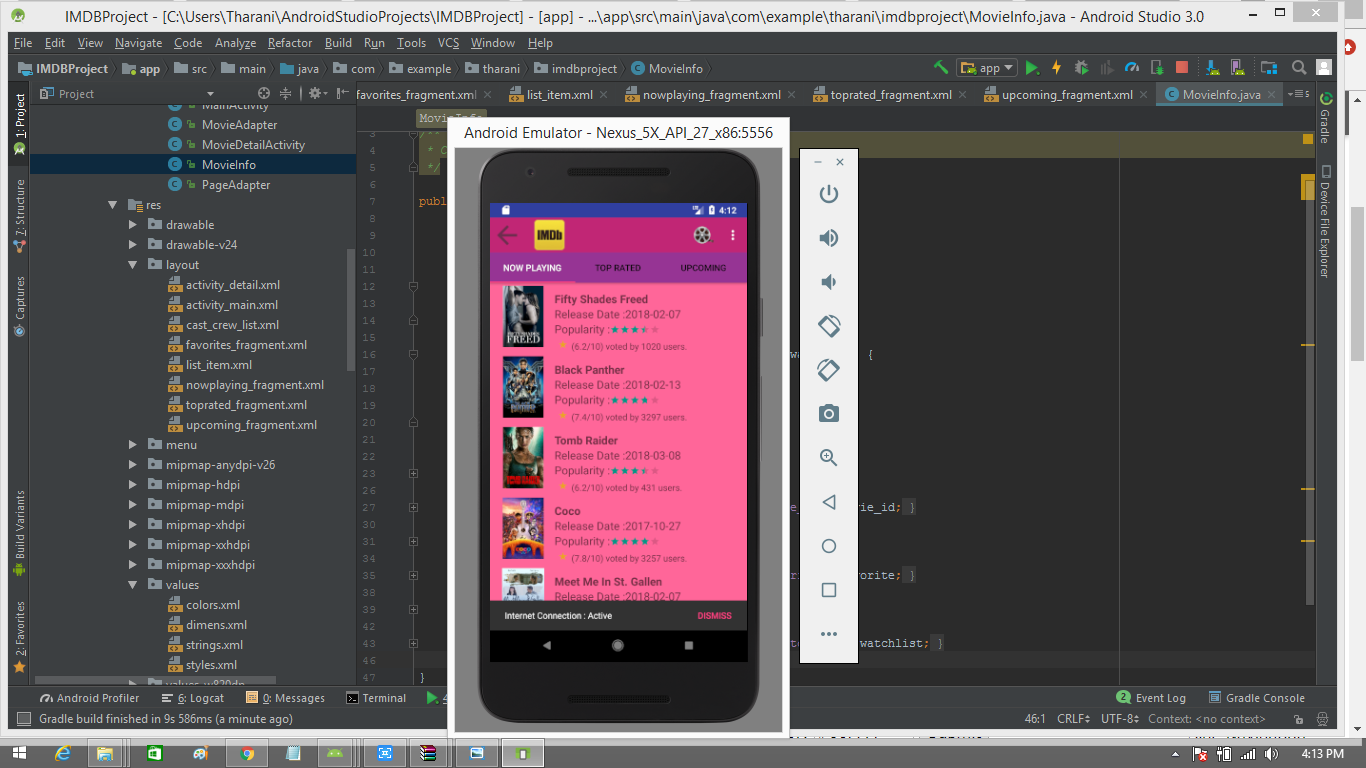 IMDBProject - [C:\Users\Tharani\AndroidStudioProjects\IMDBProject] - [app] - ...\app\src\main\java\com\example\tharani\imdbproject\MovieInfo.java - Android Studio 3.0
File Edit View Navigate Code Analyze Refactor Build Run Tools VCS Window Help
IMDBProject app src main java com example tharani imdbproject MovieInfo
app
Project
favorites_fragment.xml list_item.xml nowplaying_fragment.xml toprated_fragment.xml upcoming_fragment.xml MovieInfo.java
1: Project
7: Structure
Captures
Build Variants
2: Favorites
MainActivity
MovieAdapter
MovieDetailActivity
MovieInfo
PageAdapter
res
drawable
drawable-v24
layout
activity_detail.xml
activity_main.xml
cast_crew_list.xml
favorites_fragment.xml
list_item.xml
nowplaying_fragment.xml
toprated_fragment.xml
upcoming_fragment.xml
menu
mipmap-anydpi-v26
mipmap-hdpi
mipmap-mdpi
mipmap-xhdpi
mipmap-xxhdpi
mipmap-xxxhdpi
values
colors.xml
dimens.xml
strings.xml
styles.xml
values-w820dp
3 /**
4 * C
5 */
6
7 publ
8
9
10
11
12
13
14
15
16 {
17
18
19
20
21
22
23
26
27 vie_id; }
30
31
34
35 vorite; }
38
39
42
43 watchlist; }
46
47 }
Android Emulator - Nexus_5X_API_27_x86:5556
4:12
IMDb
NOW PLAYING TOP RATED UPCOMING
Fifty Shades Freed
Release Date :2018-02-07
Popularity :
(6.2/10) voted by 1020 users.
Black Panther
Release Date :2018-02-13
Popularity :
(7.4/10) voted by 3297 users.
Tomb Raider
Release Date :2018-03-08
Popularity :
(6.2/10) voted by 431 users.
Coco
Release Date :2017-10-27
Popularity :
(7.8/10) voted by 3257 users.
Meet Me In St. Gallen
Release Date :2018-02-07
Internet Connection : Active DISMISS
Gradle
Device File Explorer
Android Profiler 6: Logcat 0: Messages Terminal
2 Event Log Gradle Console
Gradle build finished in 9s 586ms (a minute ago)
46:1 CRLF UTF-8 Context: <no context>
4:13 PM